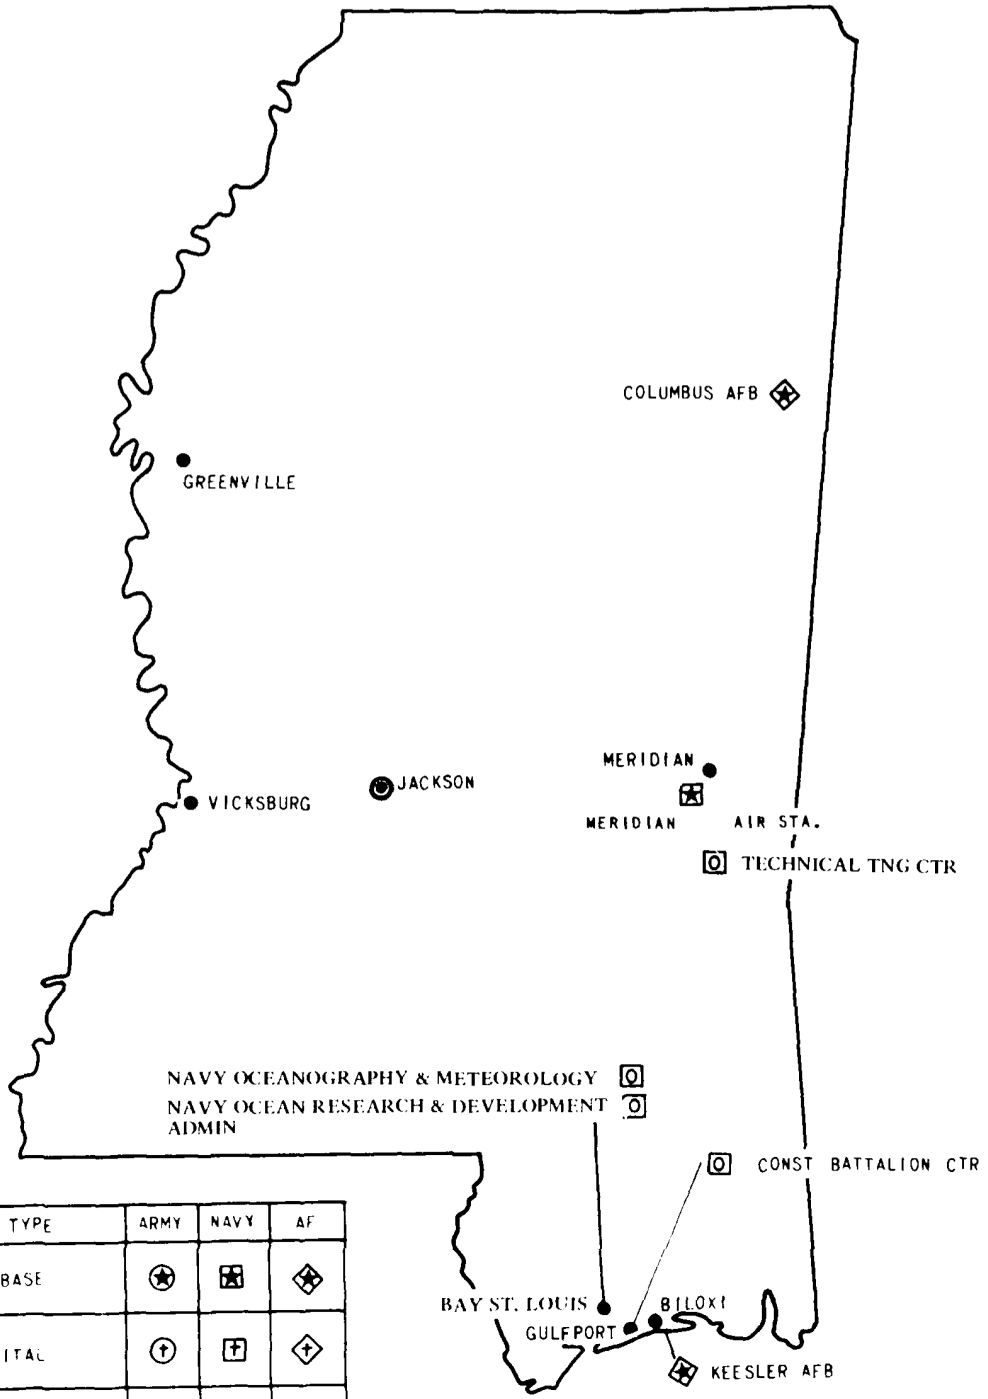 COLUMBUS AFB
GREENVILLE
MERIDIAN
JACKSON
VICKSBURG
MERIDIAN AIR STA.
TECHNICAL TNG CTR
NAVY OCEANOGRAPHY & METEOROLOGY
NAVY OCEAN RESEARCH & DEVELOPMENT
ADMIN
CONST BATTALION CTR
TYPE ARMY NAVY AF
BASE
ITAL
BAY ST. LOUIS
BILOXI
GULFPORT
KEESLER AFB